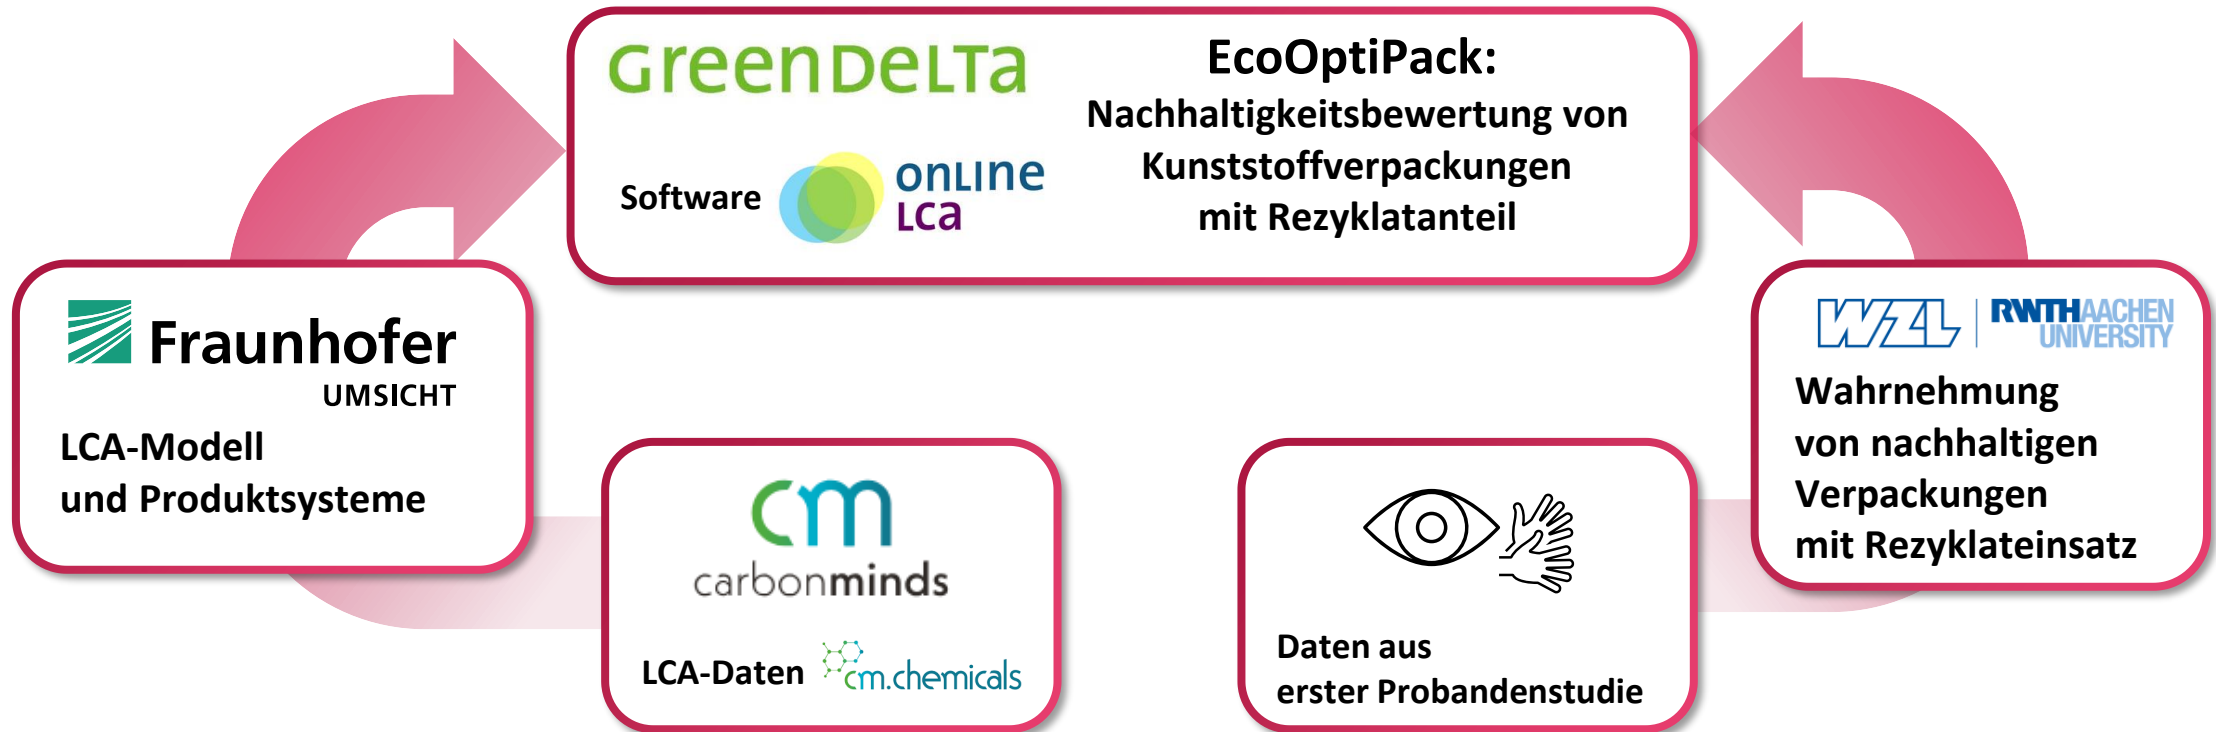 GreenDeLTa
Software
onLine
LCa
EcoOptiPack:
Nachhaltigkeitsbewertung von
Kunststoffverpackungen
mit Rezyklatanteil
Fraunhofer
UMSICHT
LCA-Modell
und Produktsysteme
cm
carbonminds
LCA-Daten
cm.chemicals
Daten aus
erster Probandenstudie
WZL
RWTHAACHEN
UNIVERSITY
Wahrnehmung
von nachhaltigen
Verpackungen
mit Rezyklateinsatz